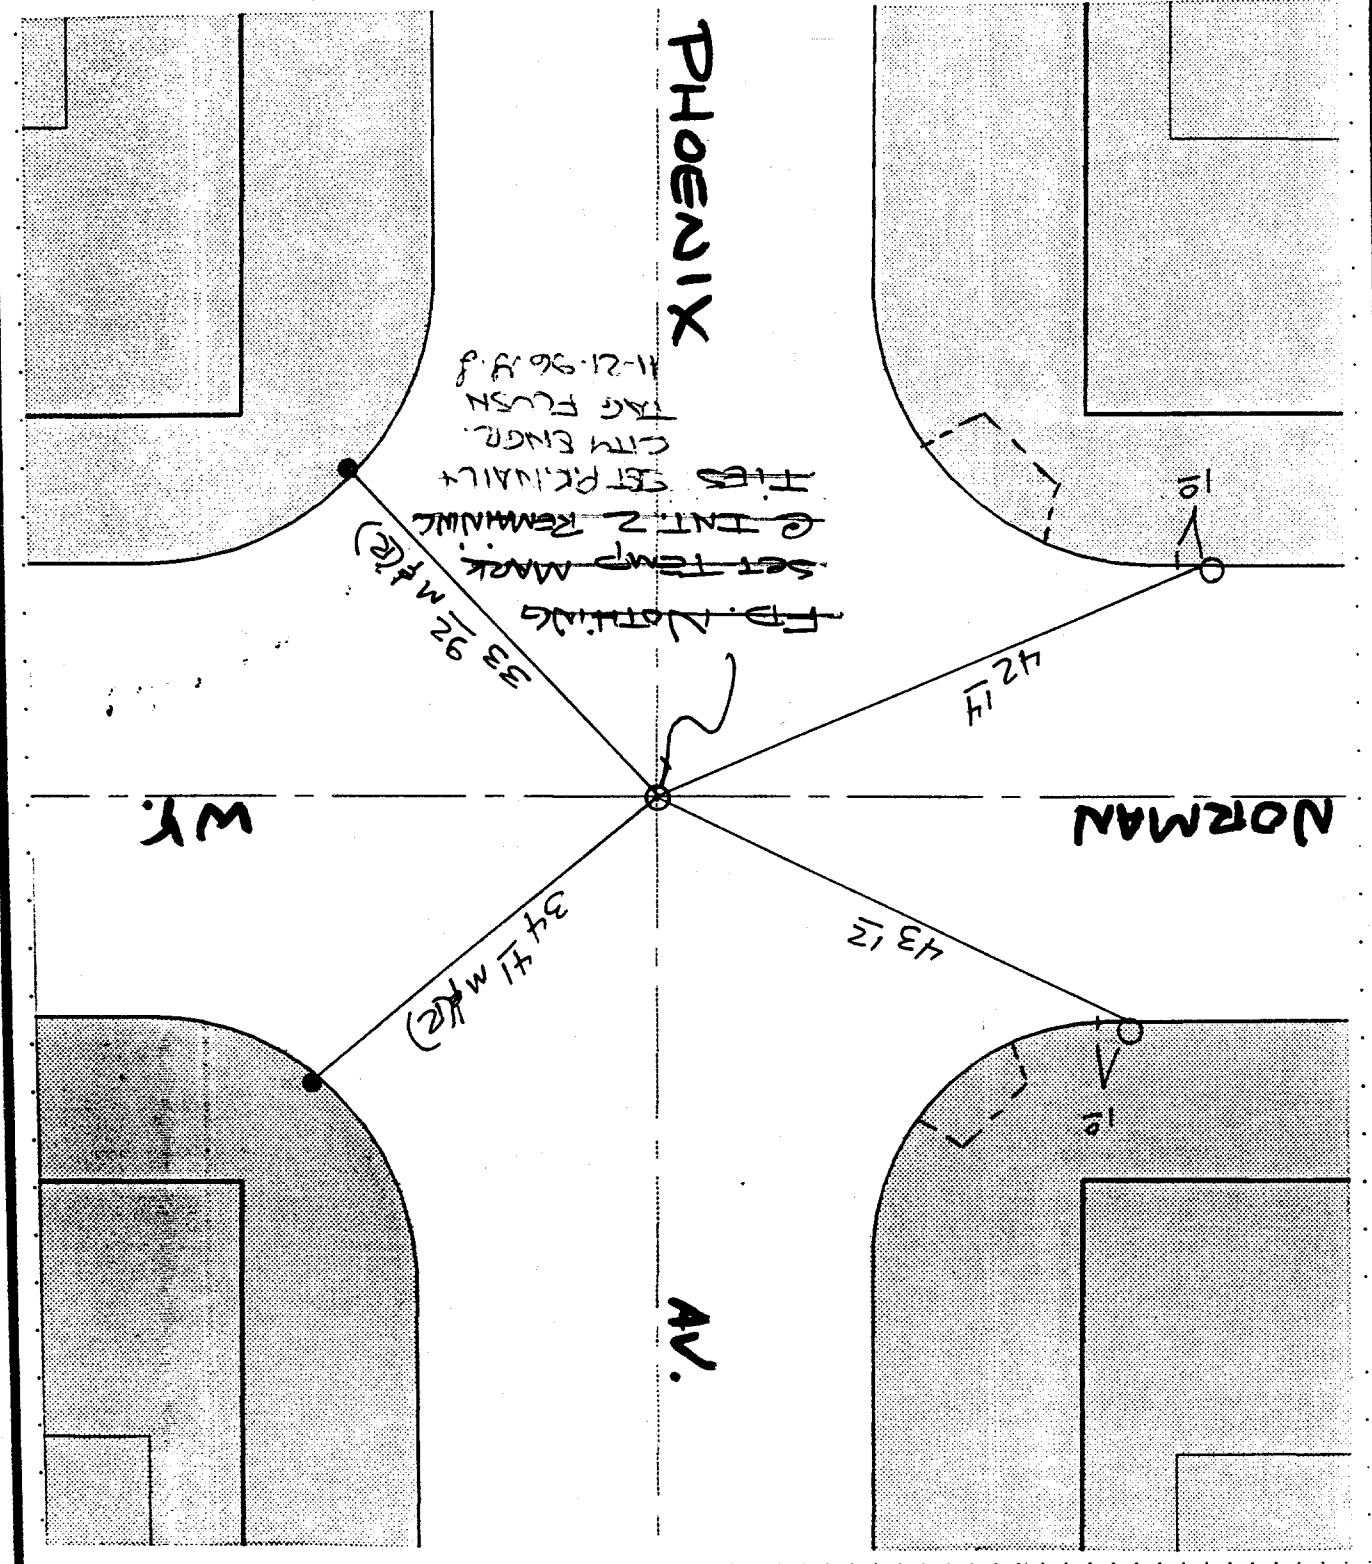 PHOENIX
AV.
NORMAN
WY.
FD. NOTHING
SET TEMP. MARK
@ INT. 2 REMAINING
TIES SET P.K. NAIL &
CITY ENGR.
TAG FLUSH
11-21-96 
43 12
34 41 M & (R)
42 14
33 92 M & (R)
10
10